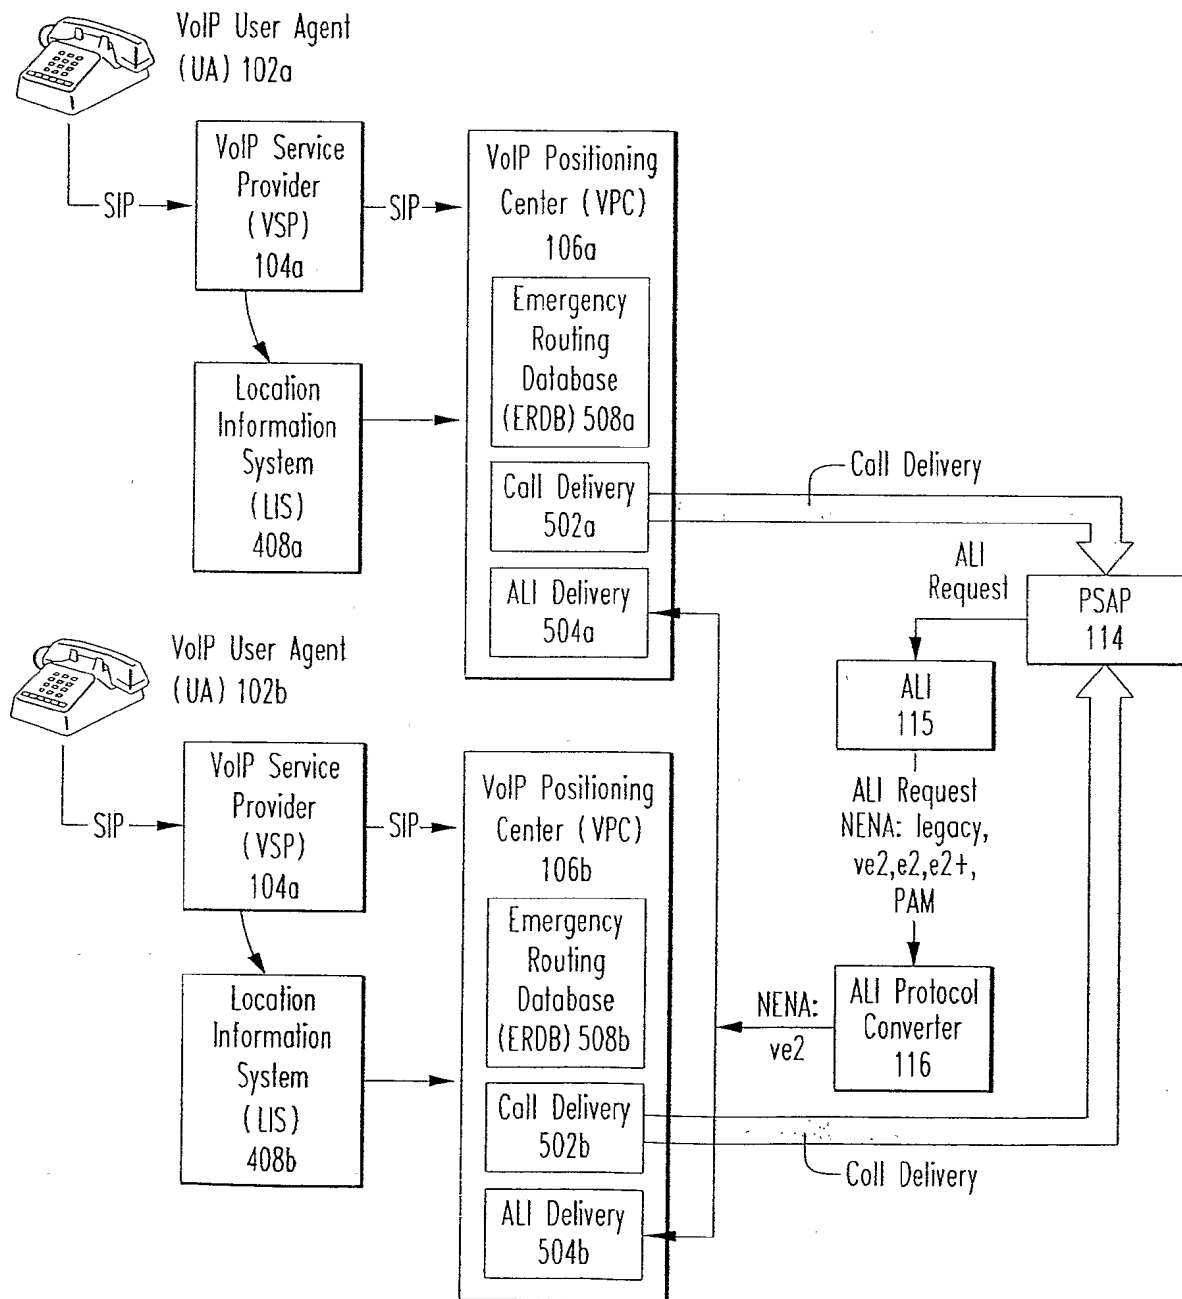 VoIP User Agent
(UA) 102a
SIP
VoIP Service
Provider
(VSP)
104a
SIP
VoIP Positioning
Center (VPC)
106a
Emergency
Routing
Database
(ERDB) 508a
Location
Information
System
(LIS)
408a
Call Delivery
502a
Call Delivery
ALI Delivery
504a
ALI
Request
PSAP
114
ALI
115
ALI Request
NENA: legacy,
ve2,e2,e2+,
PAM
ALI Protocol
Converter
116
NENA:
ve2
VoIP User Agent
(UA) 102b
SIP
VoIP Service
Provider
(VSP)
104a
SIP
VoIP Positioning
Center (VPC)
106b
Emergency
Routing
Database
(ERDB) 508b
Location
Information
System
(LIS)
408b
Call Delivery
502b
Coll Delivery
ALI Delivery
504b